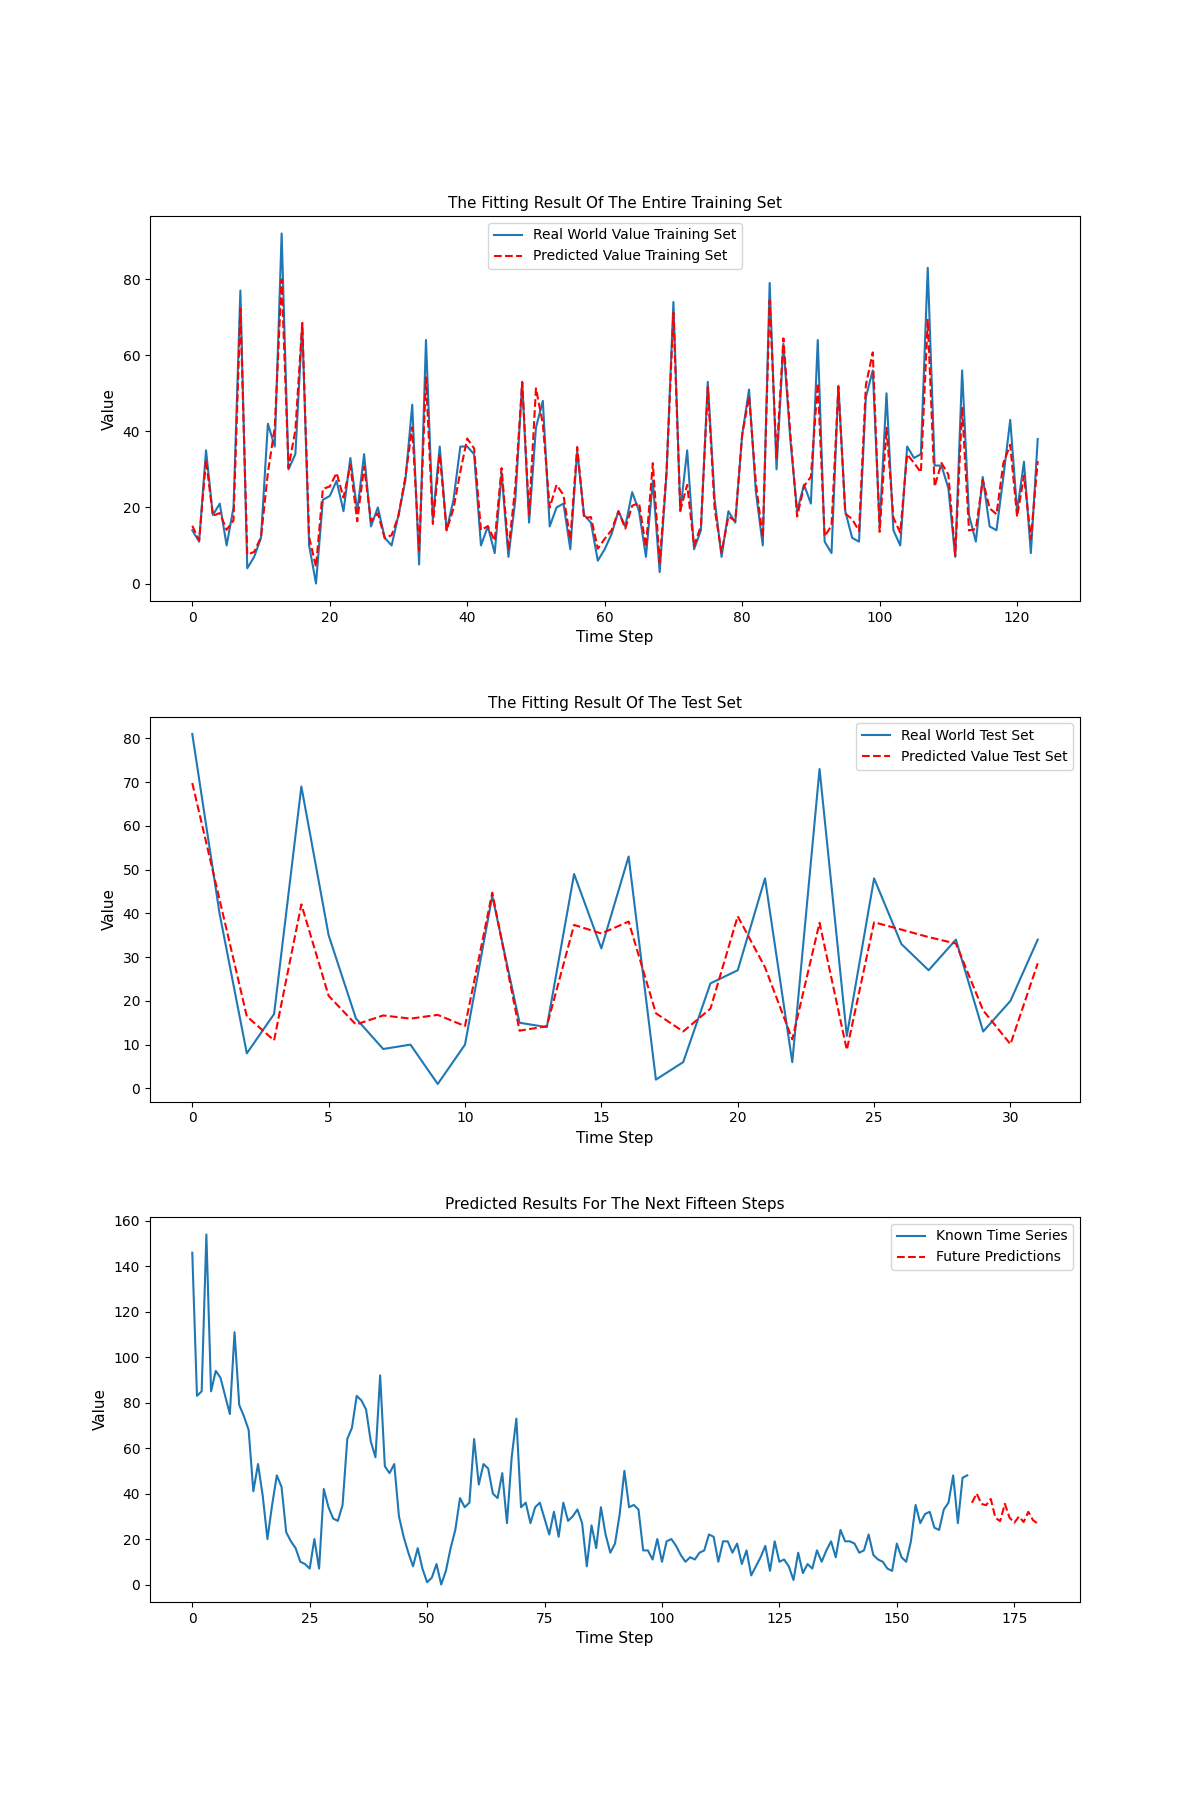 The Fitting Result Of The Entire Training Set
Real World Value Training Set
Predicted Value Training Set
Value
80
60
40
20
0
0 20 40 60 80 100 120
Time Step
The Fitting Result Of The Test Set
Real World Test Set
Predicted Value Test Set
Value
80
70
60
50
40
30
20
10
0
0 5 10 15 20 25 30
Time Step
Predicted Results For The Next Fifteen Steps
Known Time Series
Future Predictions
Value
160
140
120
100
80
60
40
20
0
0 25 50 75 100 125 150 175
Time Step